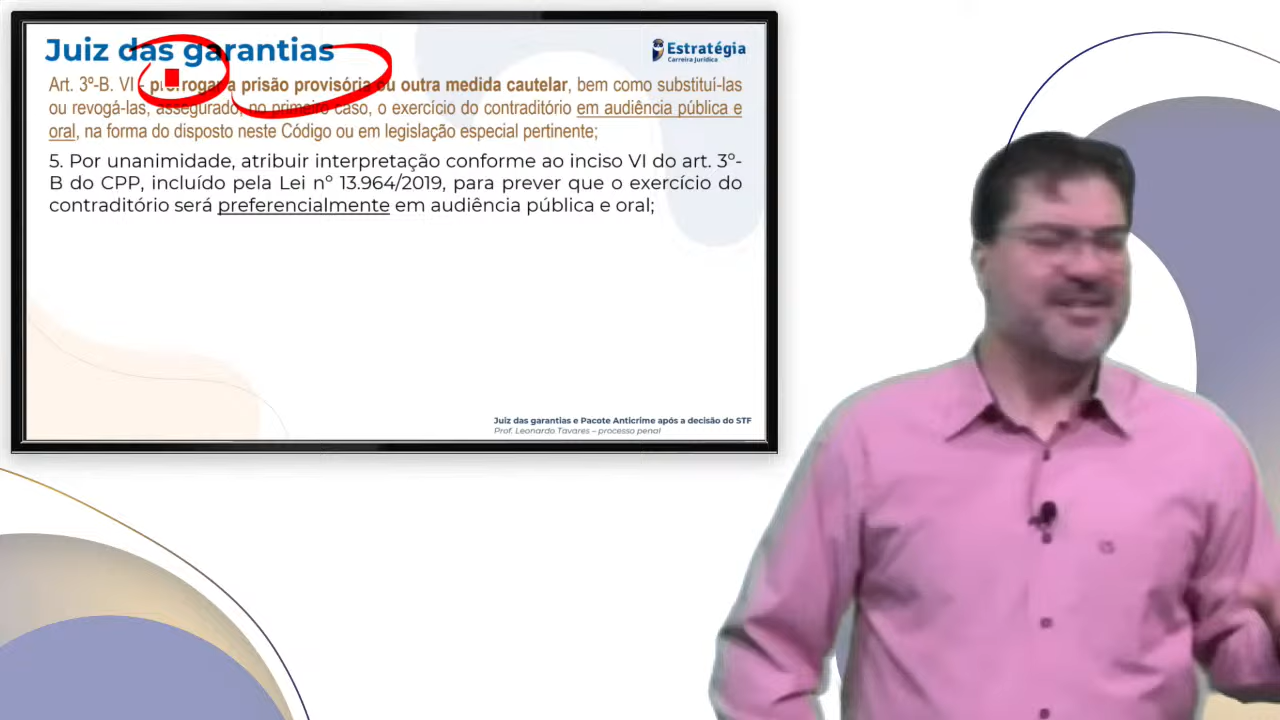 Juiz das garantias
Estratégia
Carreira Jurídica
Art. 3º-B. VI - prorrogar a prisão provisória ou outra medida cautelar, bem como substituí-las
ou revogá-las, assegurado, no primeiro caso, o exercício do contraditório em audiência pública e
oral, na forma do disposto neste Código ou em legislação especial pertinente;
5. Por unanimidade, atribuir interpretação conforme ao inciso VI do art. 3º-
B do CPP, incluído pela Lei nº 13.964/2019, para prever que o exercício do
contraditório será preferencialmente em audiência pública e oral;
Juiz das garantias e Pacote Anticrime após a decisão do STF
Prof. Leonardo Tavares – processo penal